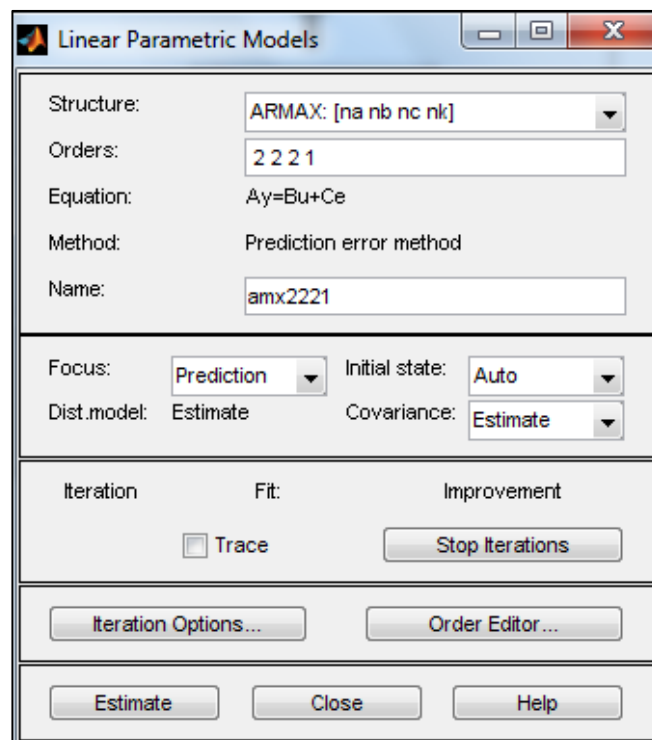 Linear Parametric Models
Structure: ARMAX: [na nb nc nk]
Orders: 2 2 2 1
Equation: Ay=Bu+Ce
Method: Prediction error method
Name: amx2221
Focus: Prediction Initial state: Auto
Dist.model: Estimate Covariance: Estimate
Iteration Fit: Improvement
Trace Stop Iterations
Iteration Options... Order Editor...
Estimate Close Help